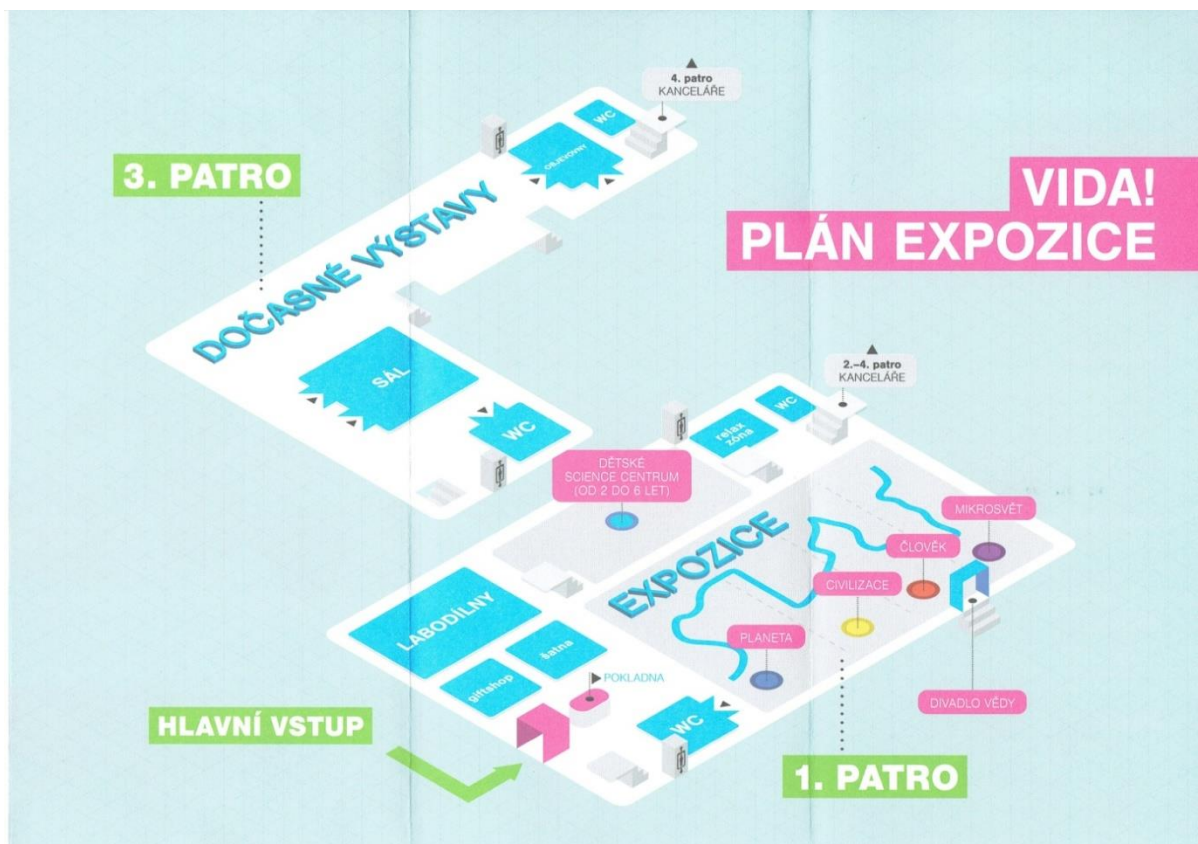 4. patro
KANCELÁŘE
WC
OBJEVOVNY
3. PATRO
VIDA!
PLÁN EXPOZICE
DOČASNÉ VÝSTAVY
SÁL
WC
2.–4. patro
KANCELÁŘE
WC
relax
zóna
DĚTSKÉ
SCIENCE CENTRUM
(OD 2 DO 6 LET)
EXPOZICE
MIKROSVĚT
ČLOVĚK
CIVILIZACE
PLANETA
LABODÍLNY
šatna
giftshop
POKLADNA
DIVADLO VĚDY
WC
HLAVNÍ VSTUP
1. PATRO